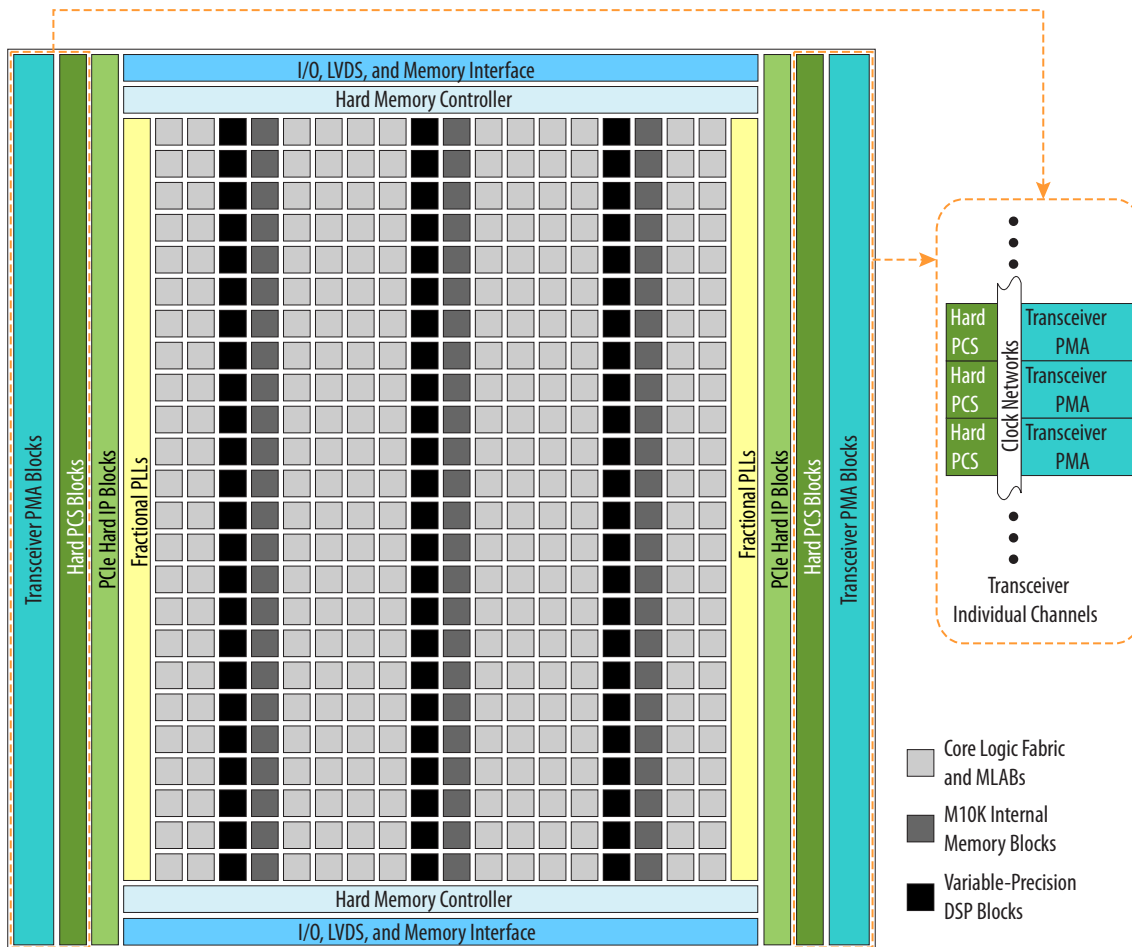 I/O, LVDS, and Memory Interface
Hard Memory Controller
Transceiver PMA Blocks
Hard PCS Blocks
PCIe Hard IP Blocks
Fractional PLLs
Fractional PLLs
PCIe Hard IP Blocks
Hard PCS Blocks
Transceiver PMA Blocks
Hard Memory Controller
I/O, LVDS, and Memory Interface
Hard
PCS
Transceiver
PMA
Hard
PCS
Transceiver
PMA
Hard
PCS
Transceiver
PMA
Clock Networks
Transceiver
Individual Channels
Core Logic Fabric
and MLABs
M10K Internal
Memory Blocks
Variable-Precision
DSP Blocks